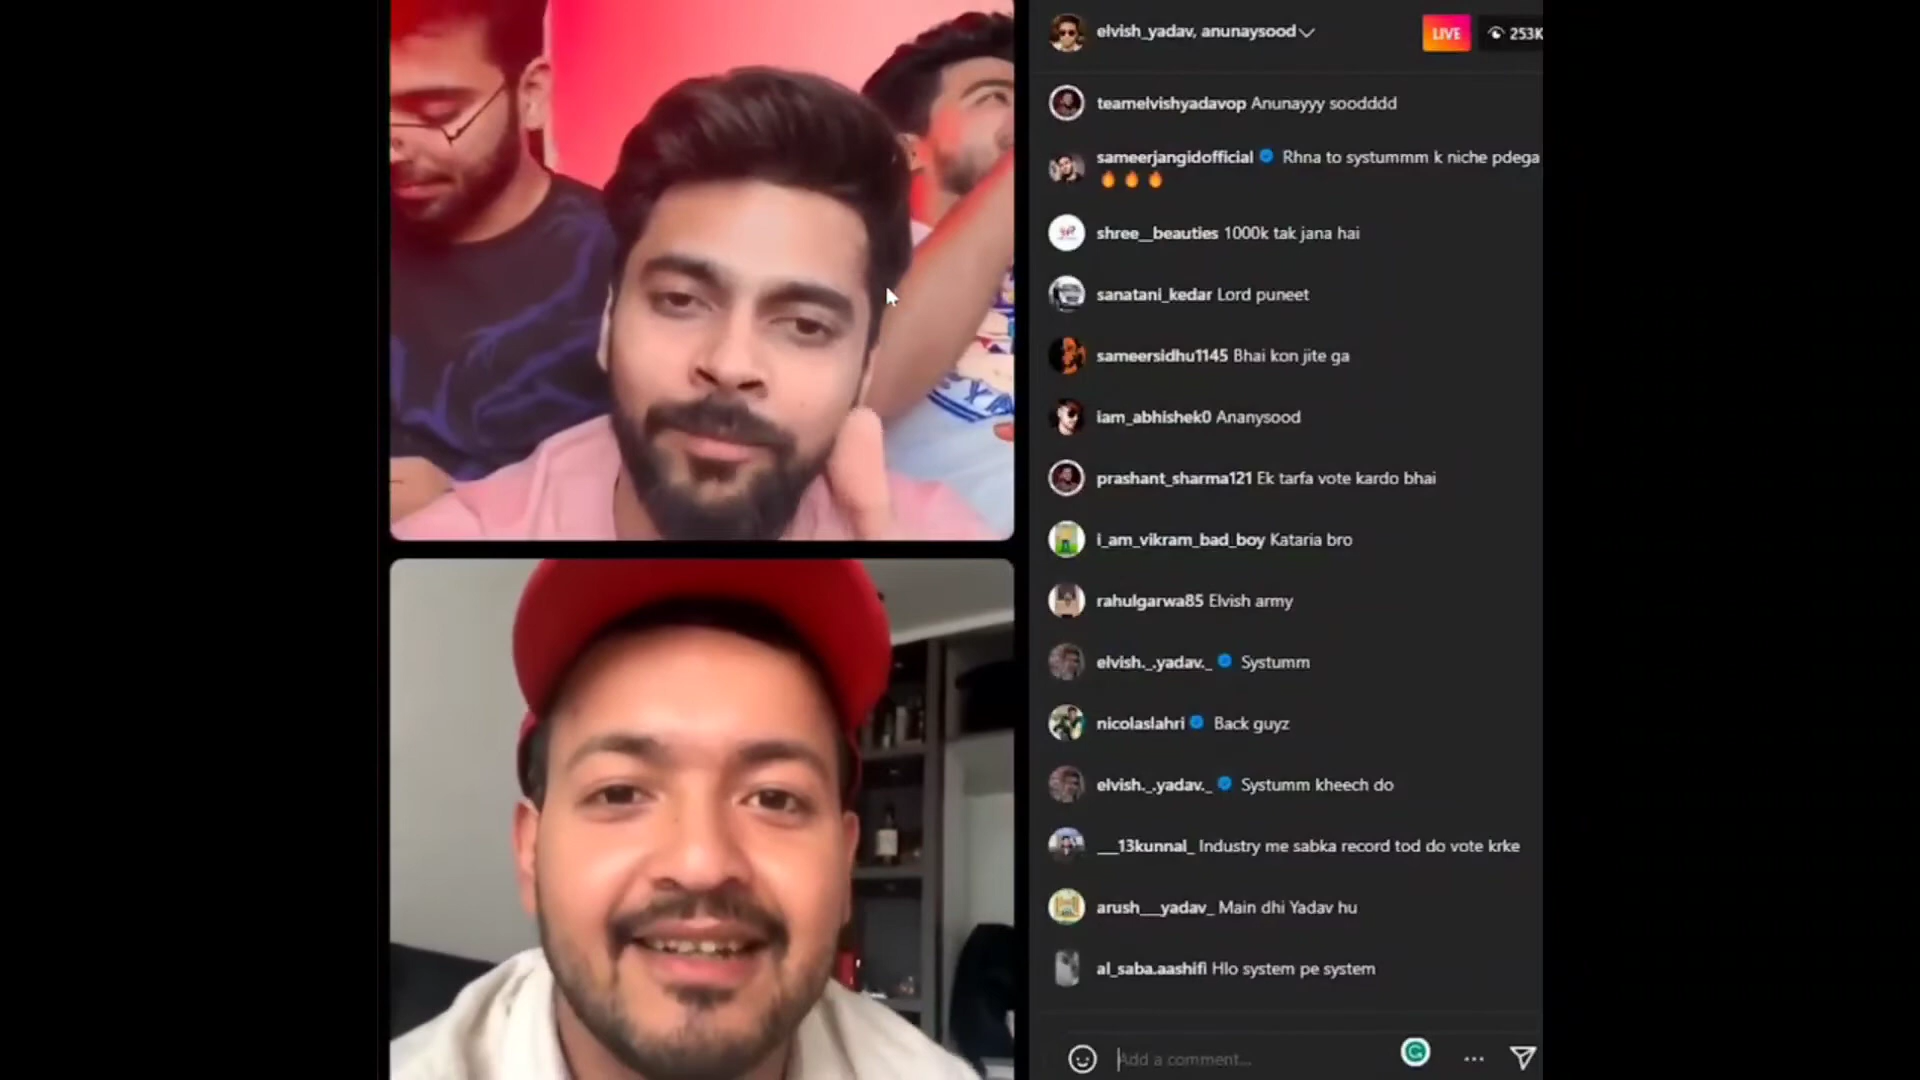 elvish_yadav, anunaysood
LIVE
253K
teamelvishyadavop Anunayyy soodddd
sameerjangidofficial Rhna to systummm k niche pdega
🔥 🔥 🔥
shree__beauties 1000k tak jana hai
sanatani_kedar Lord puneet
sameersidhu1145 Bhai kon jite ga
iam_abhishek0 Ananysood
prashant_sharma121 Ek tarfa vote kardo bhai
i_am_vikram_bad_boy Kataria bro
rahulgarwa85 Elvish army
elvish._.yadav._ Systumm
nicolaslahri Back guyz
elvish._.yadav._ Systumm kheech do
___13kunnal_ Industry me sabka record tod do vote krke
arush___yadav_ Main dhi Yadav hu
al_saba.aashifi Hlo system pe system
Add a comment...